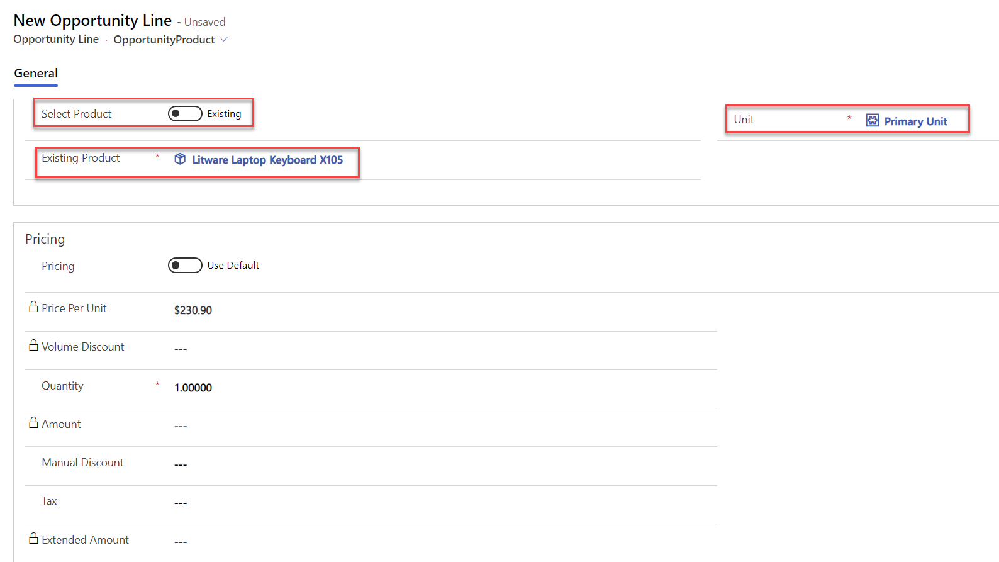 New Opportunity Line - Unsaved
Opportunity Line · OpportunityProduct
General
Select Product Existing
Unit * Primary Unit
Existing Product * Litware Laptop Keyboard X105
Pricing
Pricing Use Default
Price Per Unit $230.90
Volume Discount ---
Quantity * 1.00000
Amount ---
Manual Discount ---
Tax ---
Extended Amount ---